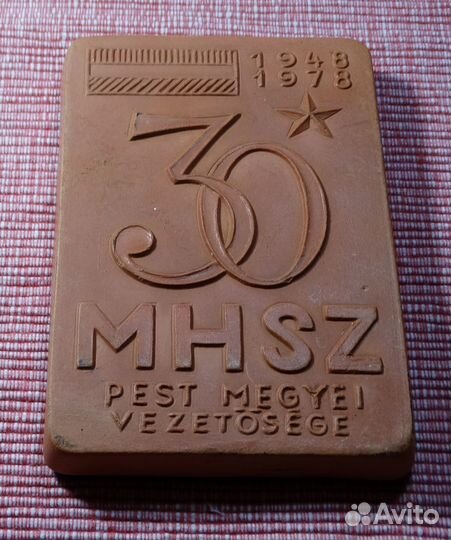 1948
1978
30
MHSZ
PEST MEGYEI
VEZETŐSÉGE
Avito